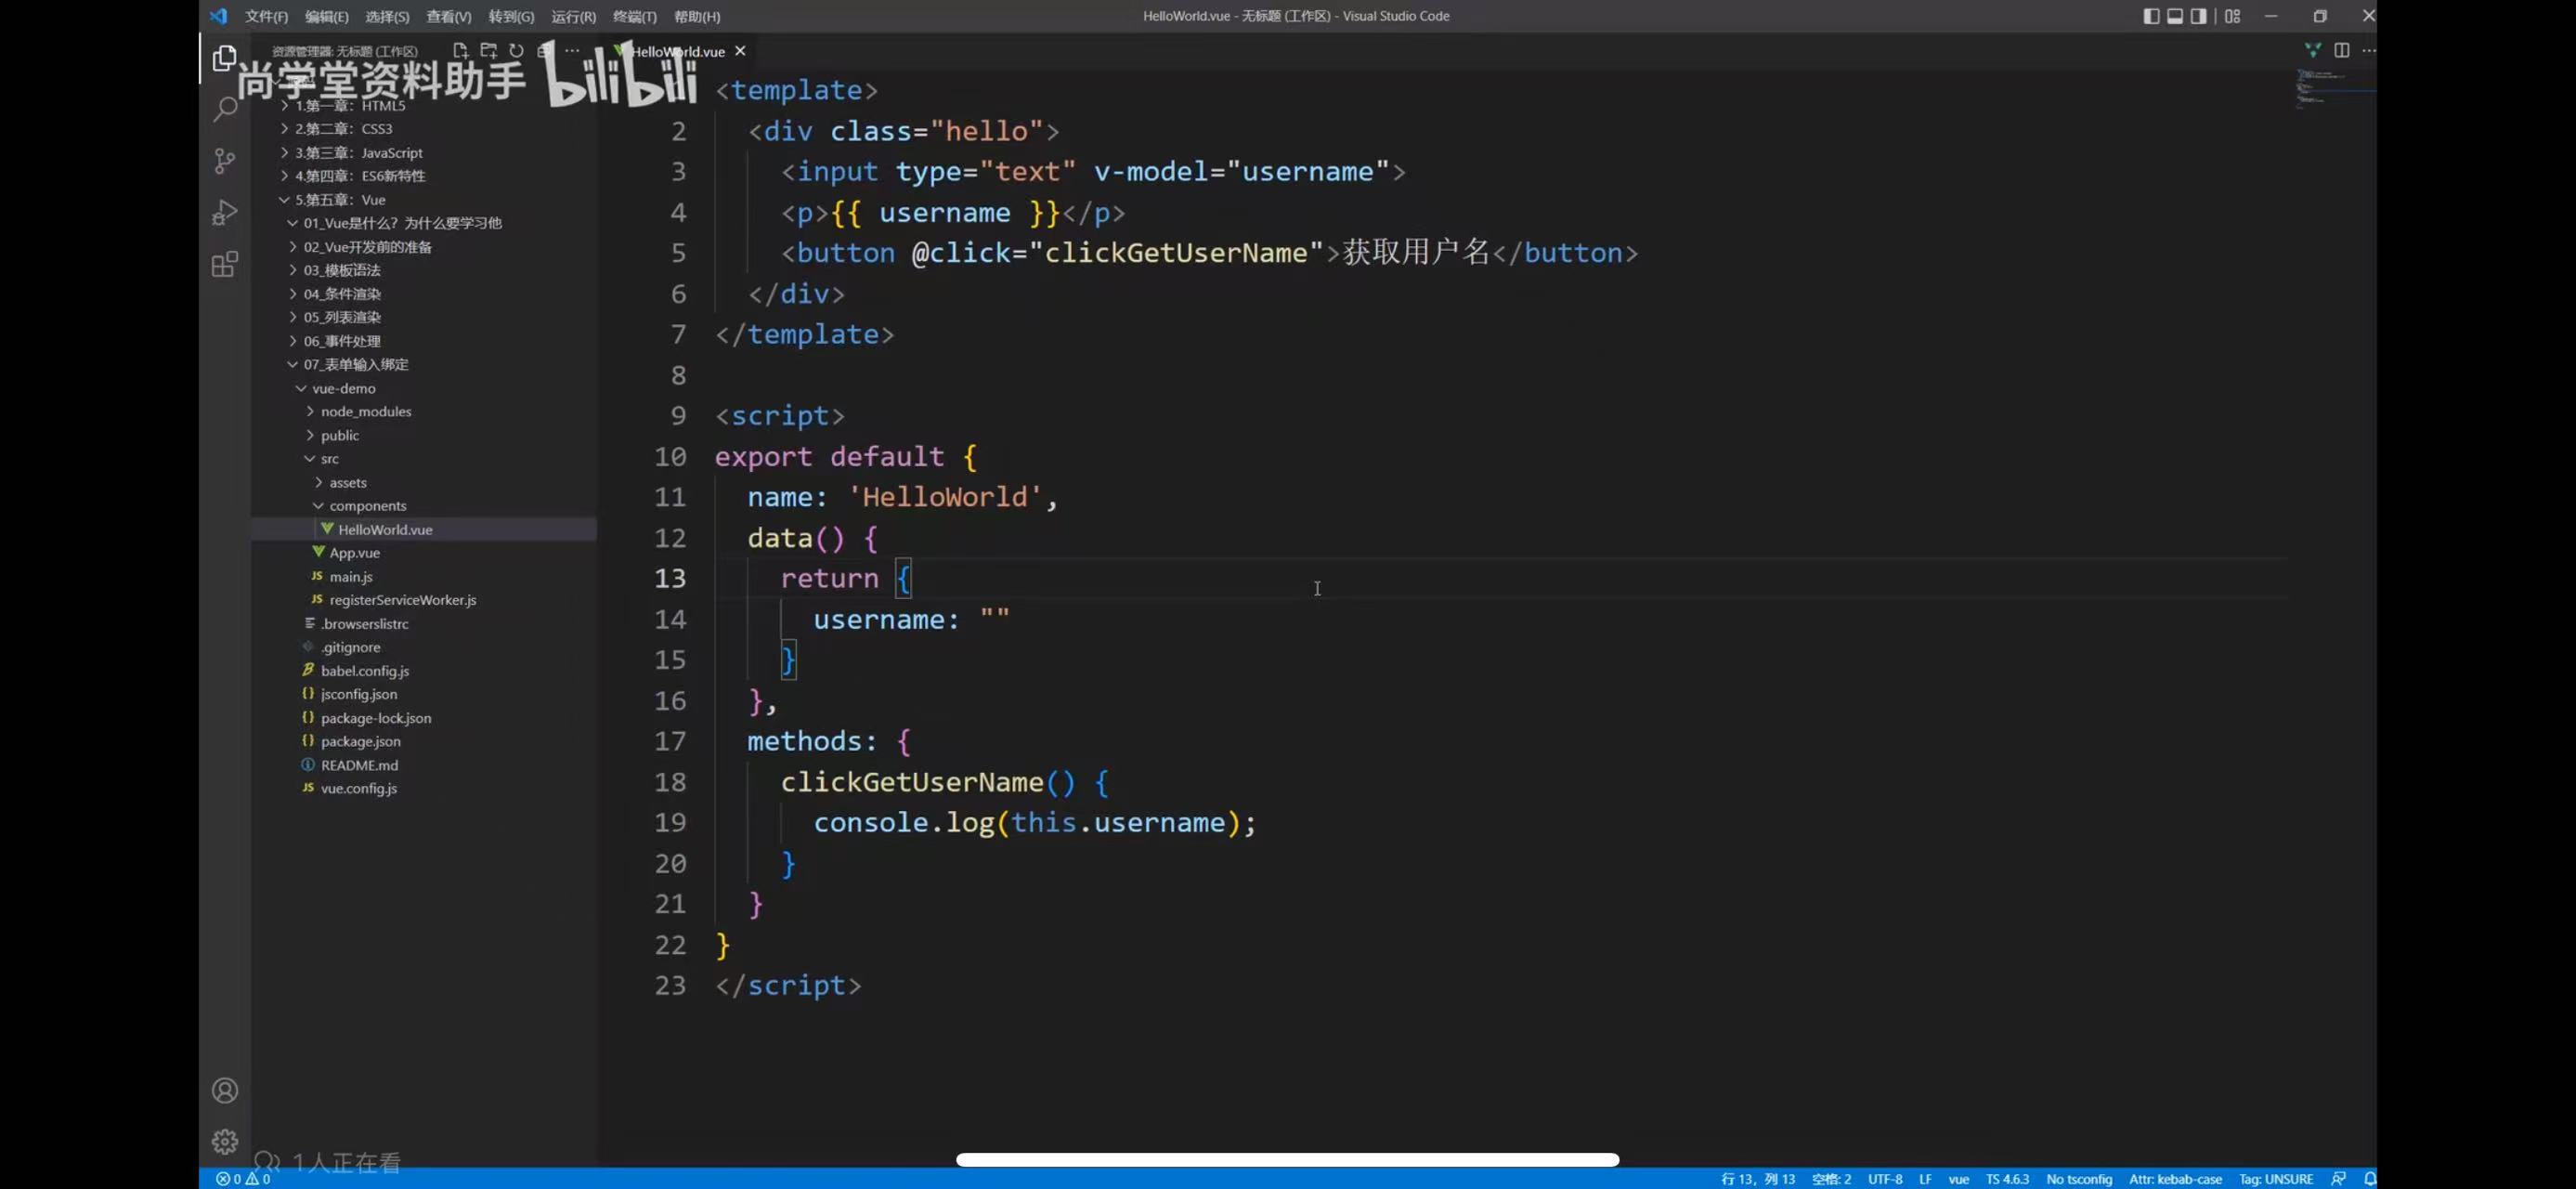 文件(F) 编辑(E) 选择(S) 查看(V) 转到(G) 运行(R) 终端(T) 帮助(H)
HelloWorld.vue - 无标题 (工作区) - Visual Studio Code
资源管理器: 无标题 (工作区)
HelloWorld.vue
尚学堂资料助手 bilibili
1.第一章：HTML5
2.第二章：CSS3
3.第三章：JavaScript
4.第四章：ES6新特性
5.第五章：Vue
01_Vue是什么？为什么要学习他
02_Vue开发前的准备
03_模板语法
04_条件渲染
05_列表渲染
06_事件处理
07_表单输入绑定
vue-demo
node_modules
public
src
assets
components
HelloWorld.vue
App.vue
JS main.js
JS registerServiceWorker.js
.browserslistrc
.gitignore
babel.config.js
{} jsconfig.json
{} package-lock.json
{} package.json
README.md
JS vue.config.js
<template>
2 <div class="hello">
3 <input type="text" v-model="username">
4 <p>{{ username }}</p>
5 <button @click="clickGetUserName">获取用户名</button>
6 </div>
7 </template>
8
9 <script>
10 export default {
11 name: 'HelloWorld',
12 data() {
13 return {
14 username: ""
15 }
16 },
17 methods: {
18 clickGetUserName() {
19 console.log(this.username);
20 }
21 }
22 }
23 </script>
1人正在看
0 0
行 13，列 13 空格: 2 UTF-8 LF vue TS 4.6.3 No tsconfig Attr: kebab-case Tag: UNSURE